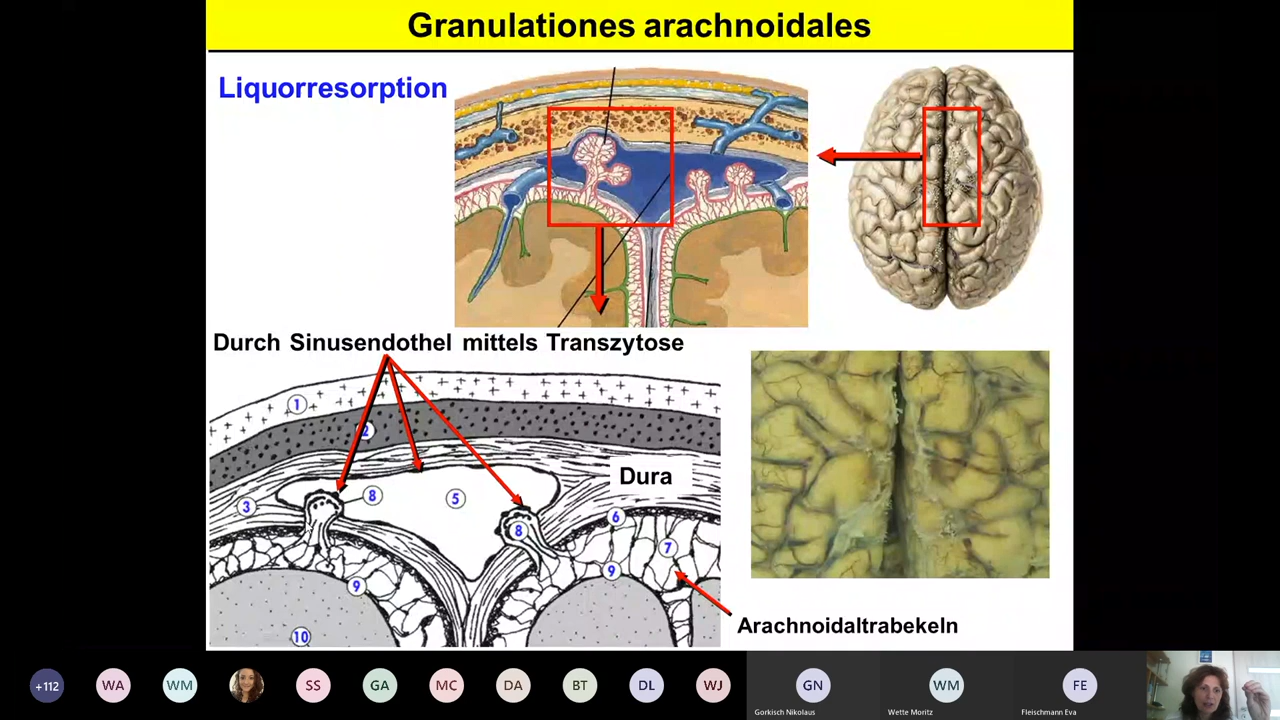 Granulationes arachnoidales
Liquorresorption
Durch Sinusendothel mittels Transzytose
1
2
3
8
5
Dura
6
8
7
9
9
10
Arachnoidaltrabekeln
+112
WA
WM
SS
GA
MC
DA
BT
DL
WJ
GN
WM
FE
Gorkisch Nikolaus
Wette Moritz
Fleischmann Eva